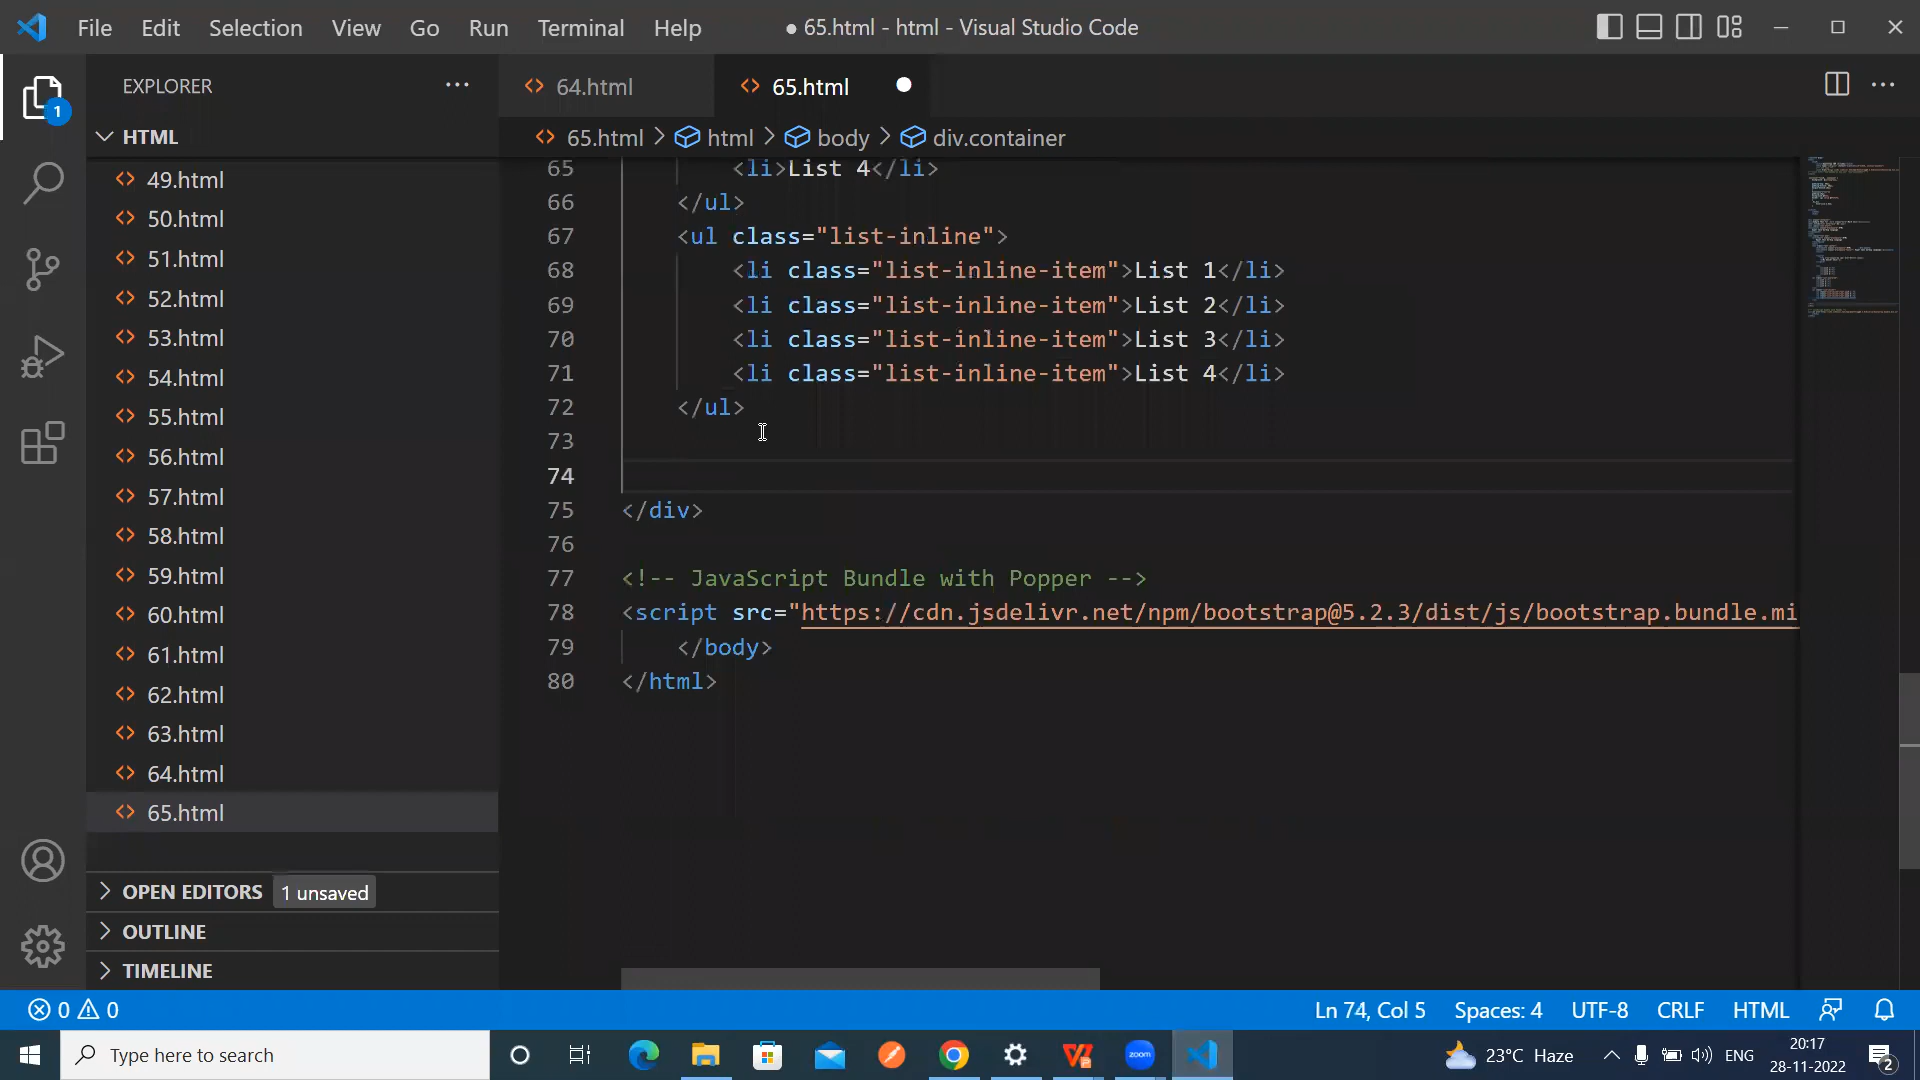 File Edit Selection View Go Run Terminal Help ● 65.html - html - Visual Studio Code
1
EXPLORER ...
HTML
49.html
50.html
51.html
52.html
53.html
54.html
55.html
56.html
57.html
58.html
59.html
60.html
61.html
62.html
63.html
64.html
65.html
OPEN EDITORS 1 unsaved
OUTLINE
TIMELINE
64.html 65.html
65.html > html > body > div.container
65 <li>List 4</li>
66 </ul>
67 <ul class="list-inline">
68 <li class="list-inline-item">List 1</li>
69 <li class="list-inline-item">List 2</li>
70 <li class="list-inline-item">List 3</li>
71 <li class="list-inline-item">List 4</li>
72 </ul>
73
74
75 </div>
76
77 <!-- JavaScript Bundle with Popper -->
78 <script src="https://cdn.jsdelivr.net/npm/bootstrap@5.2.3/dist/js/bootstrap.bundle.mi
79 </body>
80 </html>
0 0 Ln 74, Col 5 Spaces: 4 UTF-8 CRLF HTML
Type here to search zoom 23°C Haze ENG 20:17
28-11-2022 2